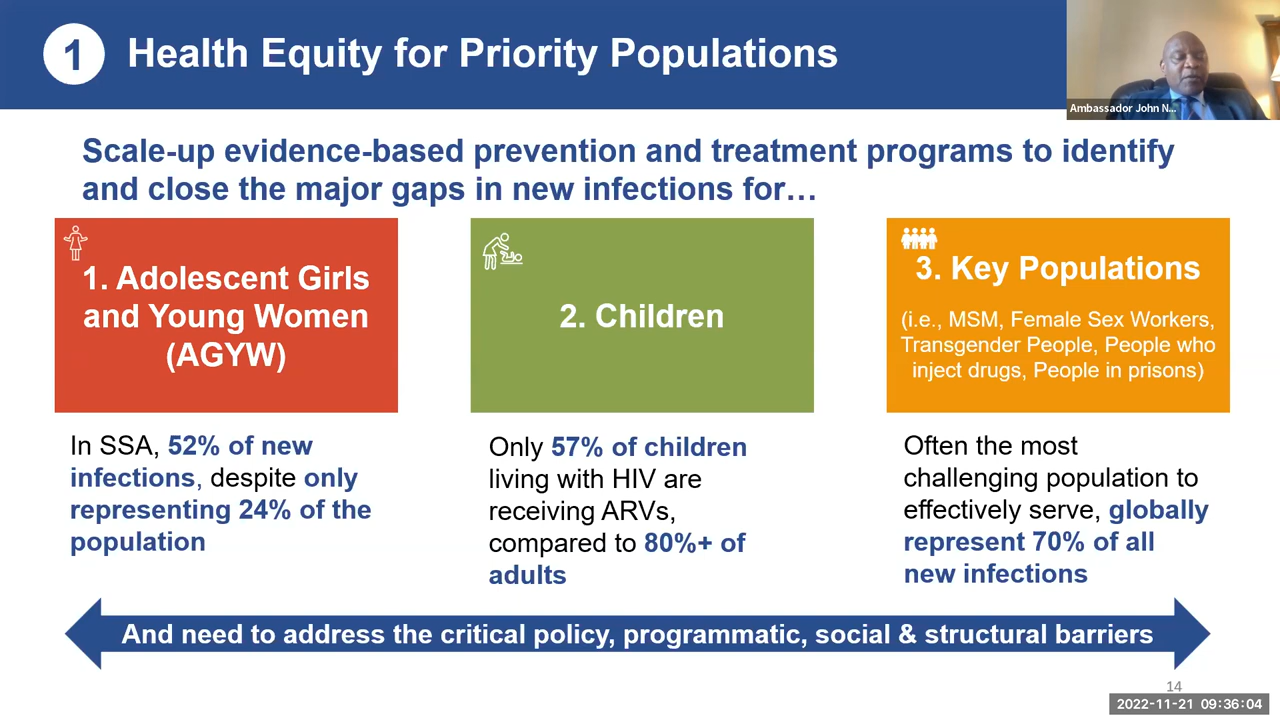 1
Health Equity for Priority Populations
Ambassador John N...
Scale-up evidence-based prevention and treatment programs to identify
and close the major gaps in new infections for…
1. Adolescent Girls
and Young Women
(AGYW)
In SSA, 52% of new
infections, despite only
representing 24% of the
population
2. Children
Only 57% of children
living with HIV are
receiving ARVs,
compared to 80%+ of
adults
3. Key Populations
(i.e., MSM, Female Sex Workers,
Transgender People, People who
inject drugs, People in prisons)
Often the most
challenging population to
effectively serve, globally
represent 70% of all
new infections
And need to address the critical policy, programmatic, social & structural barriers
14
2022-11-21 09:36:04